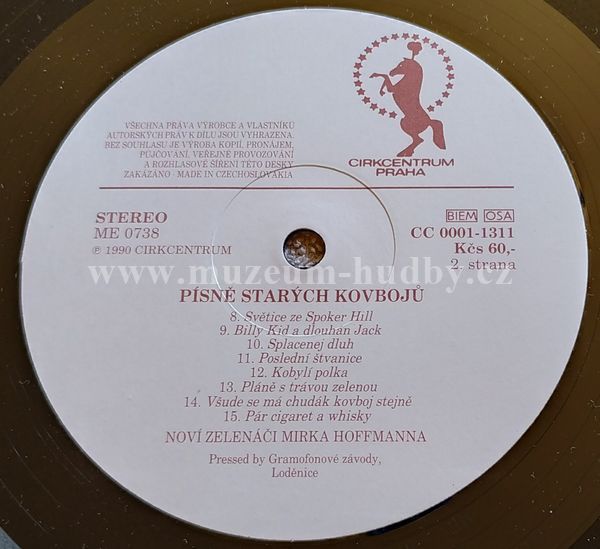 VŠECHNA PRÁVA VÝROBCE A VLASTNÍKŮ
AUTORSKÝCH PRÁV K DÍLU JSOU VYHRAZENA.
BEZ SOUHLASU JE VÝROBA KOPIÍ, PRONÁJEM,
PŮJČOVÁNÍ, VEŘEJNÉ PROVOZOVÁNÍ
A ROZHLASOVÉ ŠÍŘENÍ TÉTO DESKY
ZAKÁZÁNO · MADE IN CZECHOSLOVAKIA
CIRKCENTRUM
PRAHA
STEREO
ME 0738
℗ 1990 CIRKCENTRUM
BIEM OSA
CC 0001-1311
Kčs 60,-
2. strana
www.muzeum-hudby.cz
PÍSNĚ STARÝCH KOVBOJŮ
8. Světice ze Spoker Hill
9. Billy Kid a dlouhan Jack
10. Splacenej dluh
11. Poslední štvanice
12. Kobylí polka
13. Pláně s trávou zelenou
14. Všude se má chudák kovboj stejně
15. Pár cigaret a whisky
NOVÍ ZELENÁČI MIRKA HOFFMANNA
Pressed by Gramofonové závody,
Loděnice